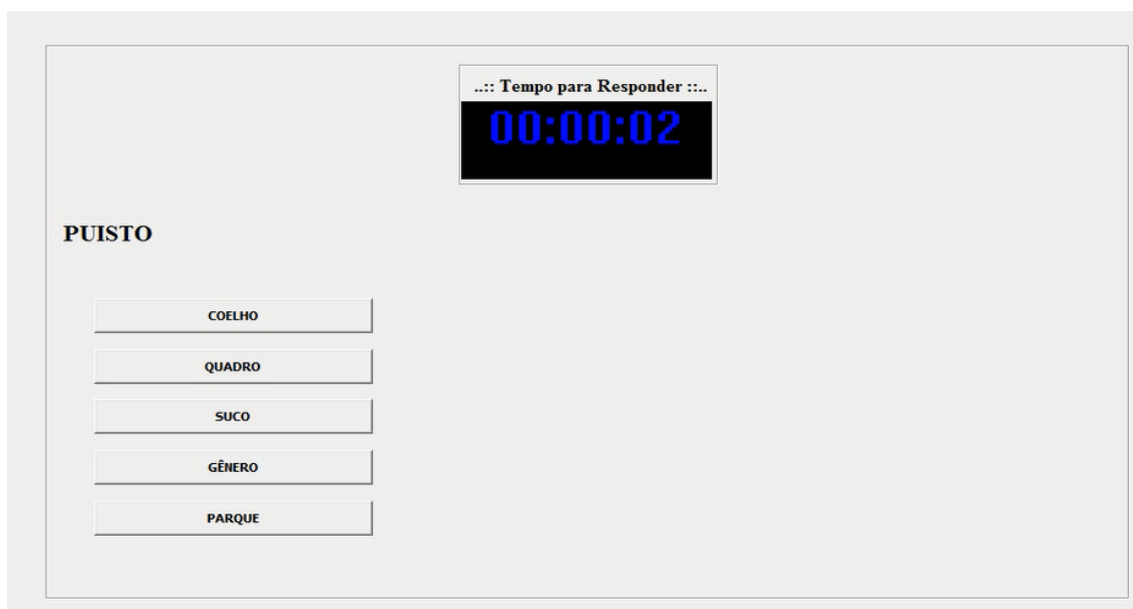 ..:: Tempo para Responder ::..
00:00:02
PUISTO
COELHO
QUADRO
SUCO
GÊNERO
PARQUE